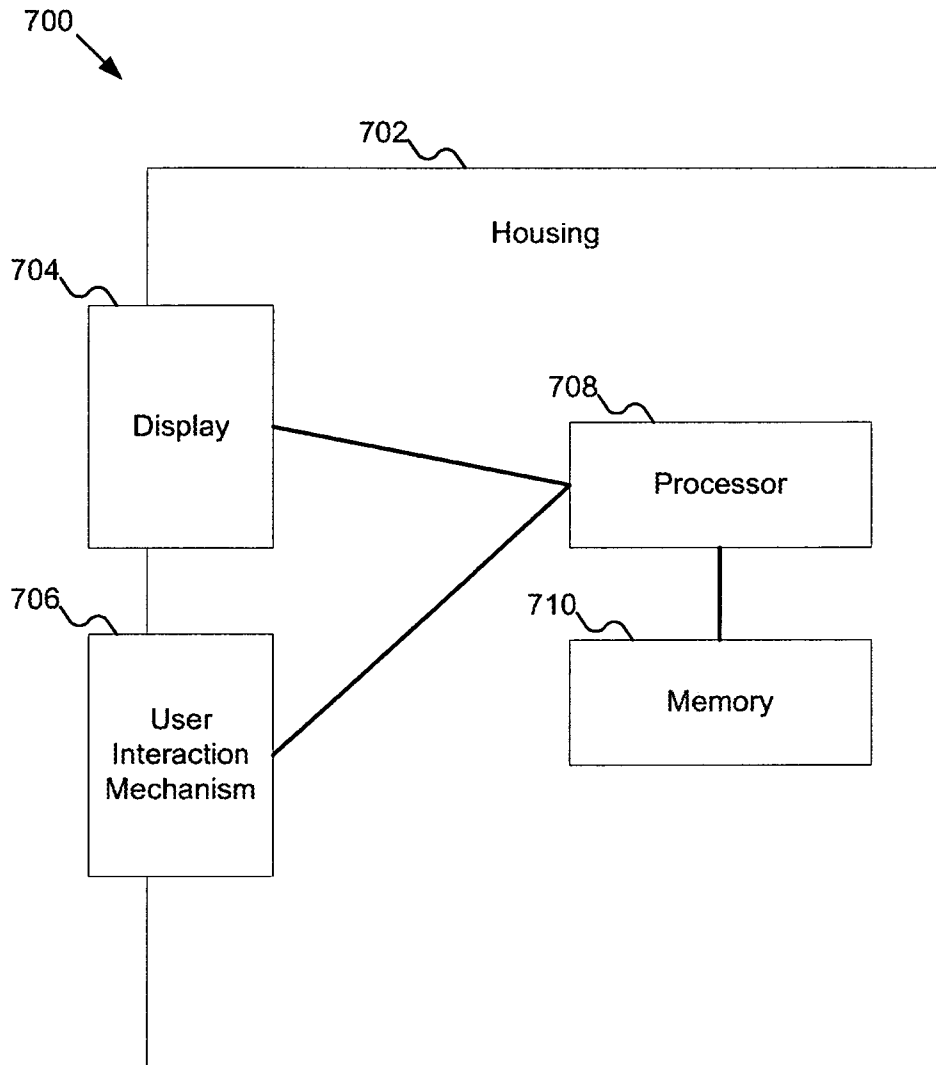 700
702
Housing
704
Display
708
Processor
706
User
Interaction
Mechanism
710
Memory